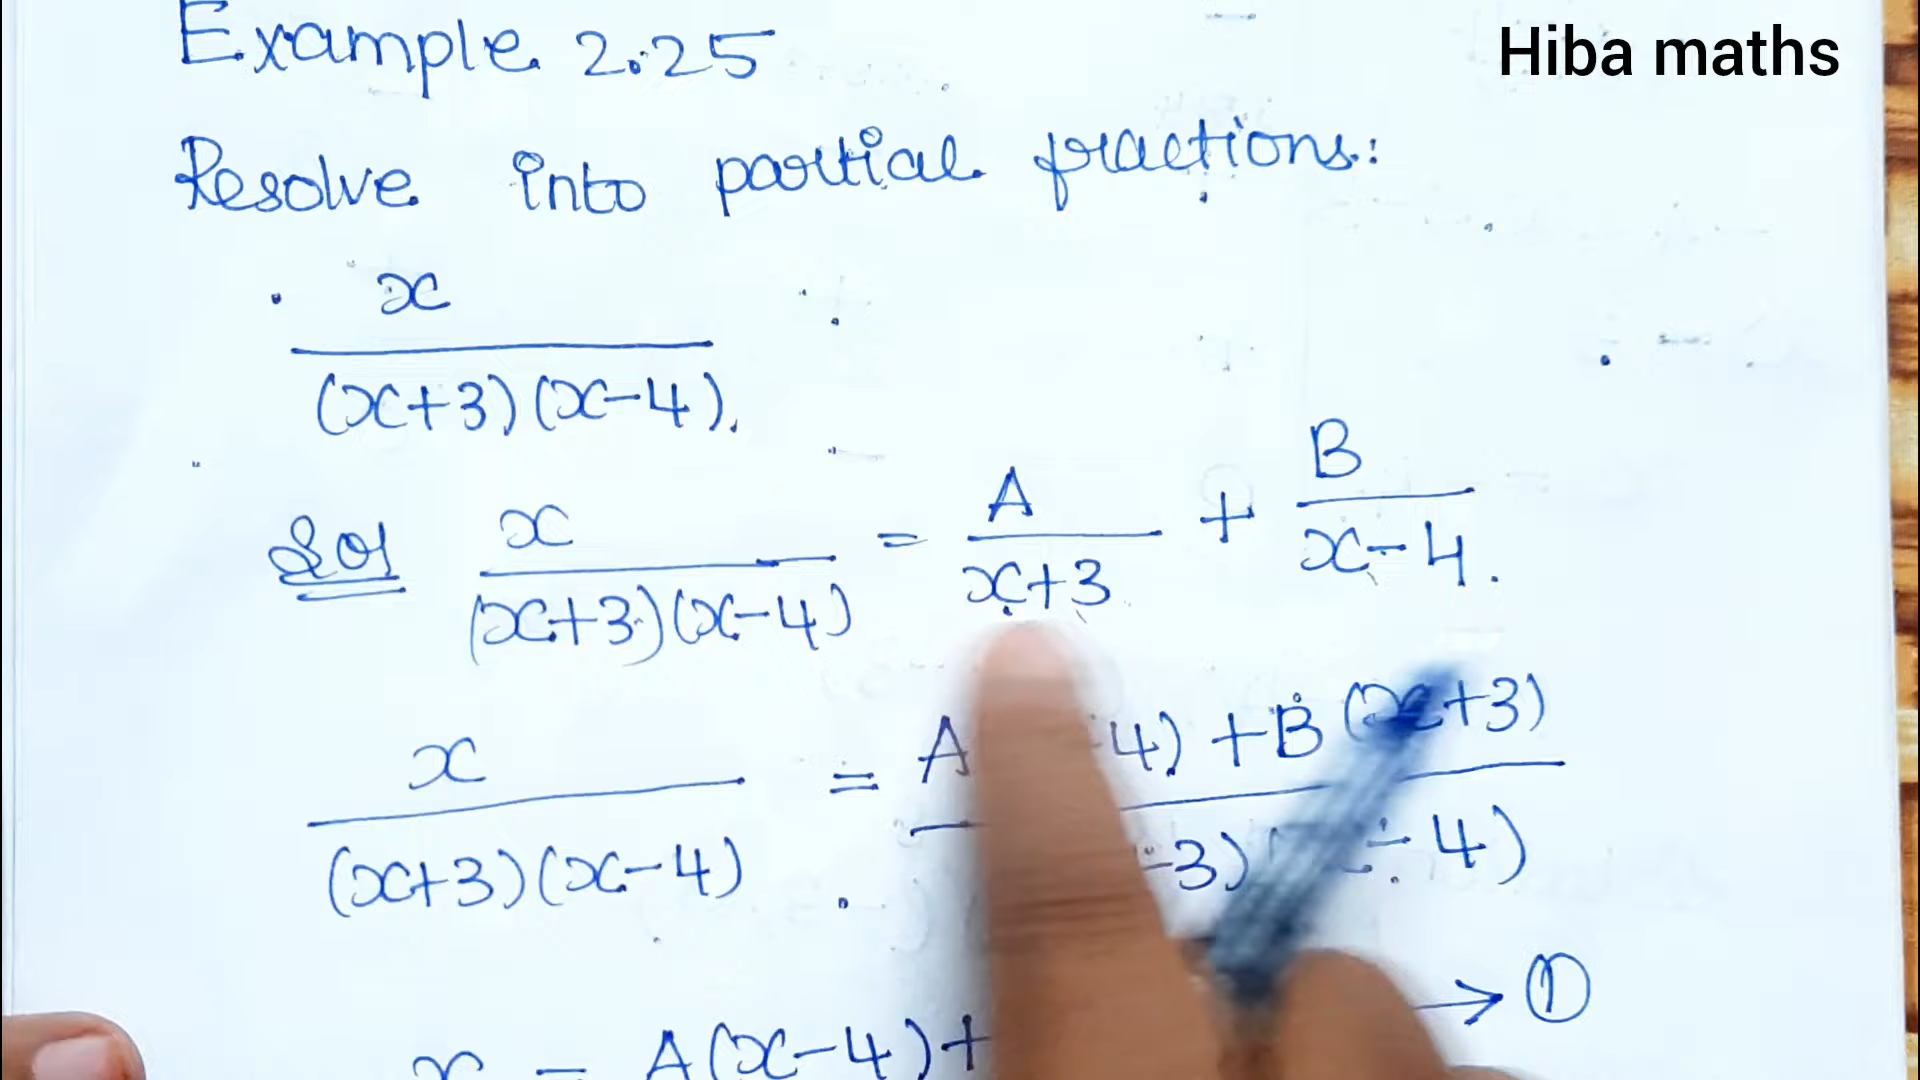 Example 2.25
Hiba maths
Resolve into partial fractions:
x
(x+3)(x-4).
Sol x/(x+3)(x-4) = A/x+3 + B/x-4.
x/(x+3)(x-4) = A 4) + B(x+3)/ 3) - 4)
→ ①
x = A(x-4)+